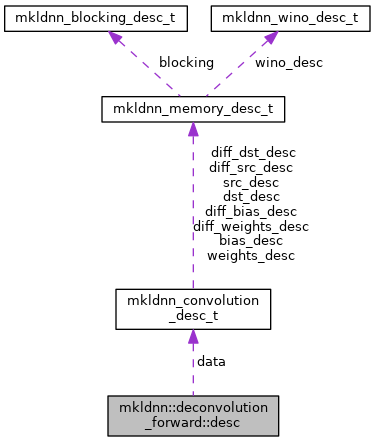 mkldnn_blocking_desc_t
mkldnn_wino_desc_t
blocking
wino_desc
mkldnn_memory_desc_t
diff_dst_desc
diff_src_desc
src_desc
dst_desc
diff_bias_desc
diff_weights_desc
bias_desc
weights_desc
mkldnn_convolution
_desc_t
data
mkldnn::deconvolution
_forward::desc